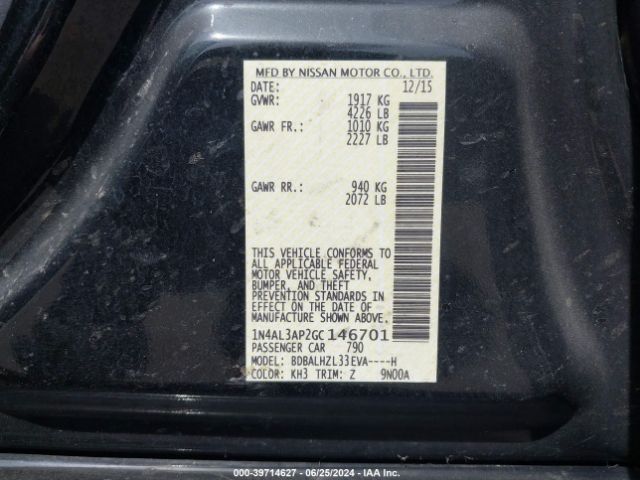 MFD BY NISSAN MOTOR CO., LTD.
DATE: 12/15
GVWR: 1917 KG
4226 LB
GAWR FR.: 1010 KG
2227 LB
GAWR RR.: 940 KG
2072 LB
THIS VEHICLE CONFORMS TO
ALL APPLICABLE FEDERAL
MOTOR VEHICLE SAFETY,
BUMPER, AND THEFT
PREVENTION STANDARDS IN
EFFECT ON THE DATE OF
MANUFACTURE SHOWN ABOVE.
1N4AL3AP2GC146701
PASSENGER CAR 790
MODEL: BDBALHZL33EVA----H
COLOR: KH3 TRIM: Z 9N00A
000-39714627 - 06/25/2024 - IAA Inc.